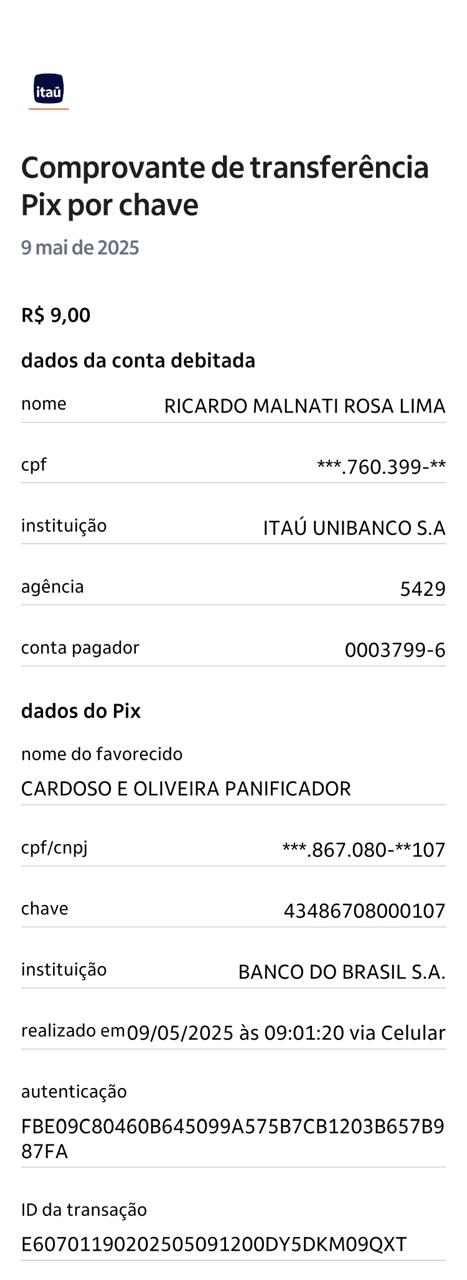 itaú
Comprovante de transferência
Pix por chave
9 mai de 2025
R$ 9,00
dados da conta debitada
nome RICARDO MALNATI ROSA LIMA
cpf ***.760.399-**
instituição ITAÚ UNIBANCO S.A
agência 5429
conta pagador 0003799-6
dados do Pix
nome do favorecido
CARDOSO E OLIVEIRA PANIFICADOR
cpf/cnpj ***.867.080-**107
chave 43486708000107
instituição BANCO DO BRASIL S.A.
realizado em 09/05/2025 às 09:01:20 via Celular
autenticação
FBE09C80460B645099A575B7CB1203B657B9
87FA
ID da transação
E60701190202505091200DY5DKM09QXT